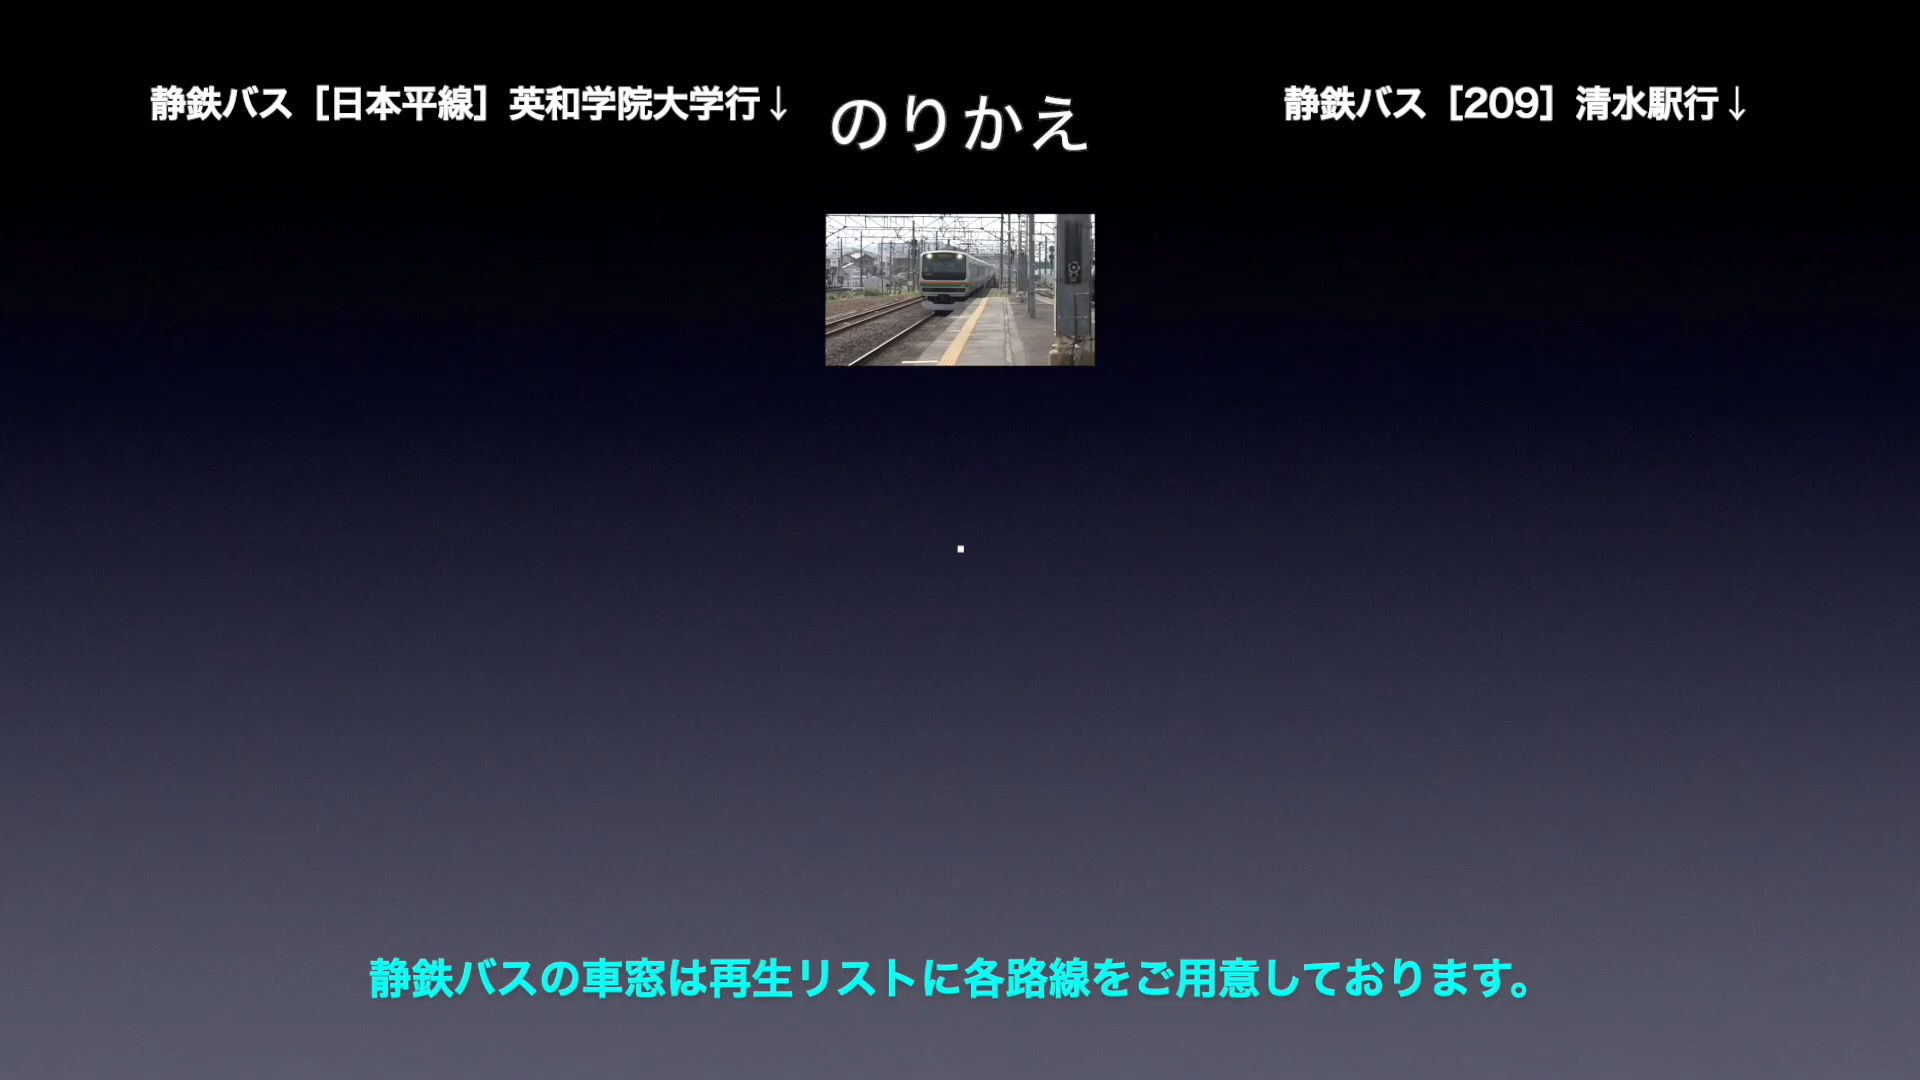 静鉄バス［日本平線］英和学院大学行↓
のりかえ
静鉄バス［209］清水駅行↓
静鉄バスの車窓は再生リストに各路線をご用意しております。